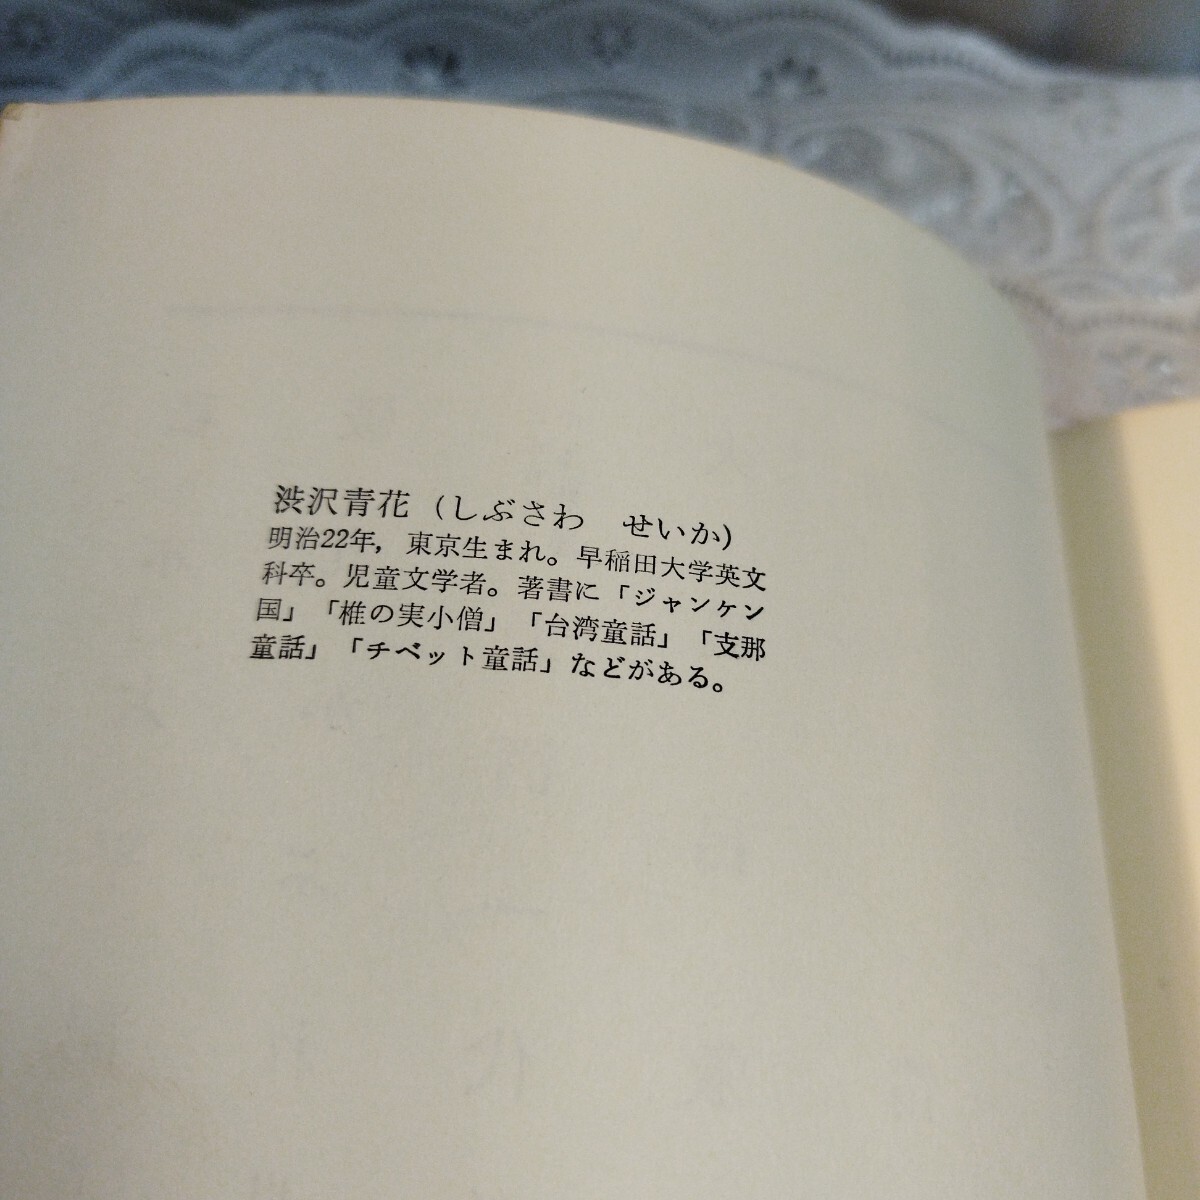 渋沢青花（しぶさわ　せいか）
明治22年，東京生まれ。早稲田大学英文
科卒。児童文学者。著書に「ジャンケン
国」「椎の実小僧」「台湾童話」「支那
童話」「チベット童話」などがある。